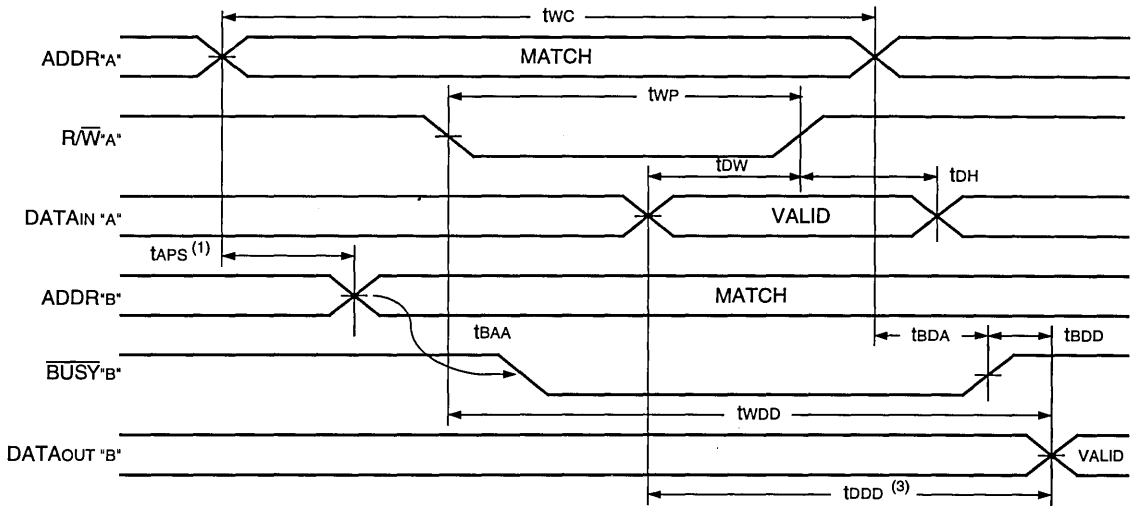 tWC
ADDR"A" MATCH
tWP
R/W̅"A"
tDW tDH
DATAIN "A" VALID
tAPS (1)
ADDR"B" MATCH
tBAA tBDA tBDD
B̅U̅S̅Y̅"B"
tWDD
DATAOUT "B" VALID
tDDD (3)